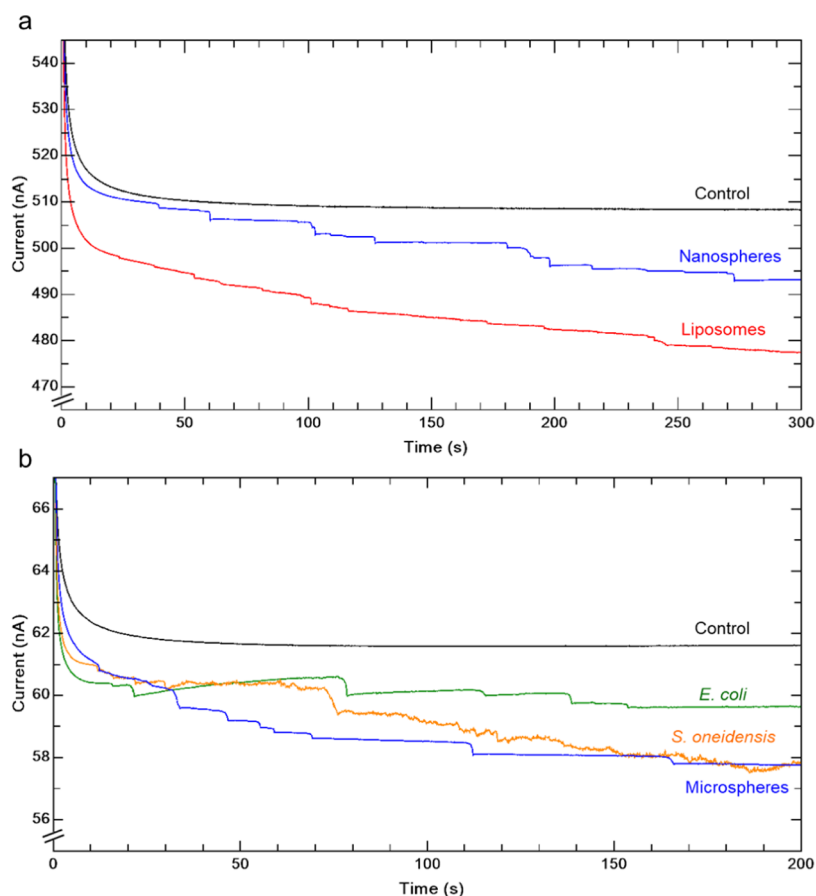 a
540
530
520
510
500
490
480
470
Current (nA)
Control
Nanospheres
Liposomes
0 50 100 150 200 250 300
Time (s)
b
66
64
62
60
58
56
Current (nA)
Control
E. coli
S. oneidensis
Microspheres
0 50 100 150 200
Time (s)